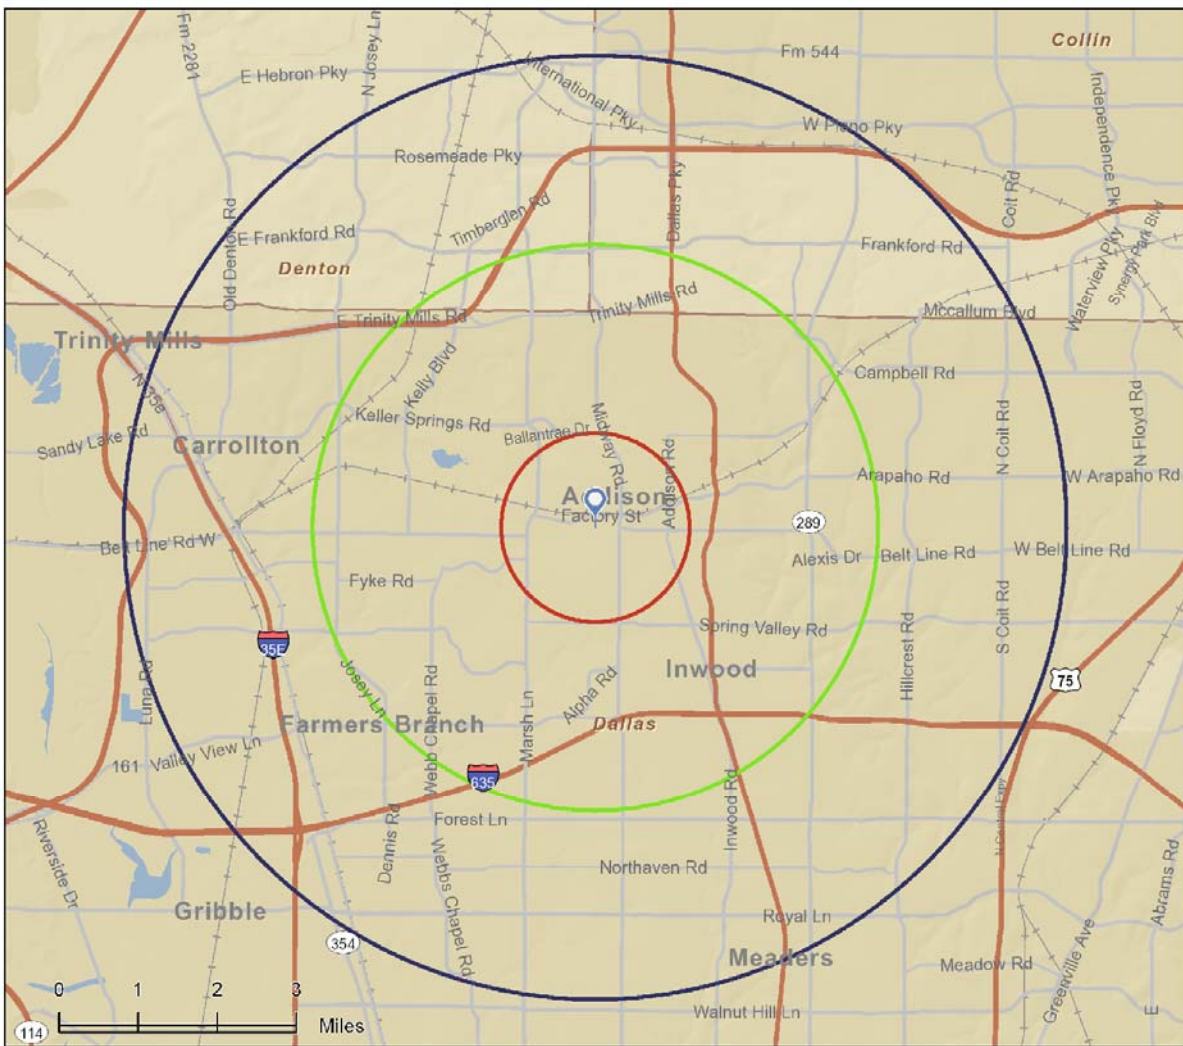 Fm 2281
N Josey Ln
Collin
Fm 544
E Hebron Pky
International Pky
Independence Pky
W Plano Pky
Rosemeade Pky
Dallas Pky
Coit Rd
Old Denton Rd
Timberglen Rd
E Frankford Rd
Frankford Rd
Waterview Pky
Synergy Park Blvd
Denton
Trinity Mills Rd
E Trinity Mills Rd
Mccallum Blvd
Trinity Mills
N 35e
Kelly Blvd
Campbell Rd
Keller Springs Rd
Midway Rd
N Coit Rd
N Floyd Rd
Sandy Lake Rd
Carrollton
Ballantrae Dr
Addison Rd
Arapaho Rd
W Arapaho Rd
Addison
Factory St
289
Belt Line Rd W
Alexis Dr
Belt Line Rd
W Belt Line Rd
Fyke Rd
S Coit Rd
Spring Valley Rd
Hillcrest Rd
35E
Inwood
75
Luna Rd
Josey Ln
Webb Chapel Rd
Alpha Rd
Marsh Ln
Farmers Branch
Dallas
161
Valley View Ln
635
Inwood Rd
N Central Expy
Forest Ln
Riverside Dr
Dennis Rd
Webbs Chapel Rd
Northaven Rd
Abrams Rd
Gribble
Royal Ln
354
Meaders
Meadow Rd
Greenville Ave
0 1 2 3
Miles
Walnut Hill Ln
E
114